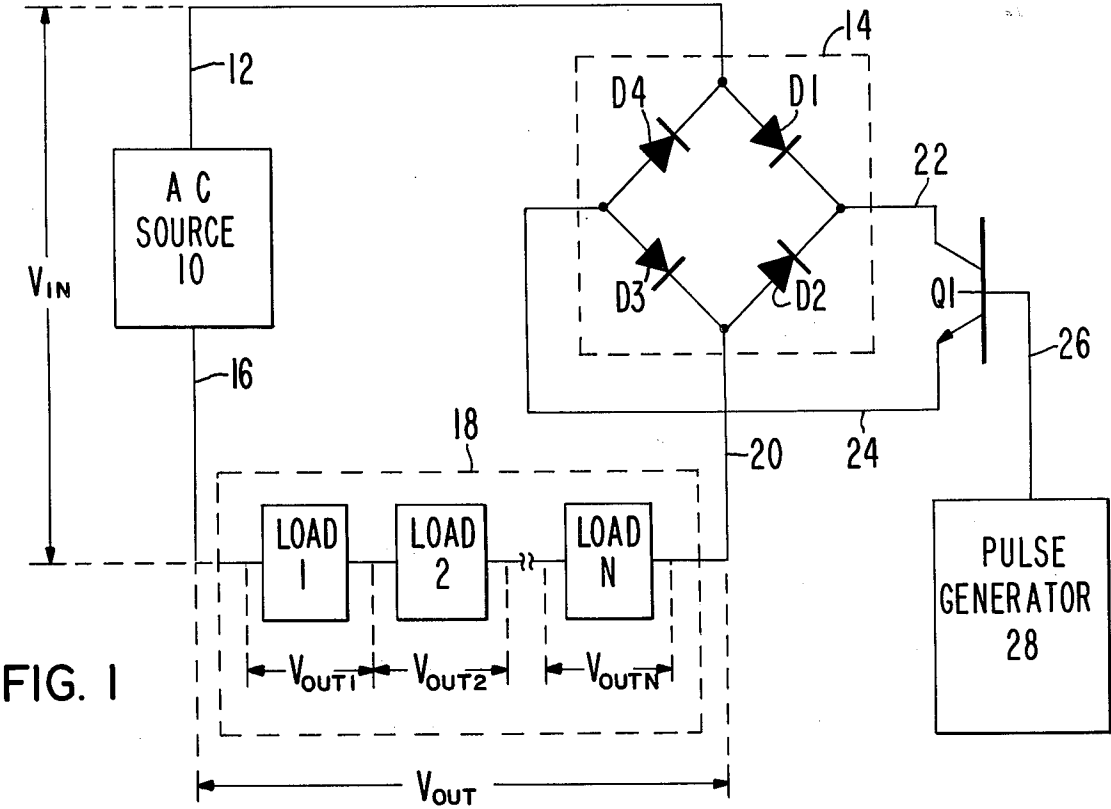 14
12
D4
D1
22
A C
SOURCE
10
VIN
D3
D2
Q1
26
16
18
20
24
LOAD
1
LOAD
2
LOAD
N
PULSE
GENERATOR
28
VOUT1
VOUT2
VOUTN
FIG. 1
VOUT